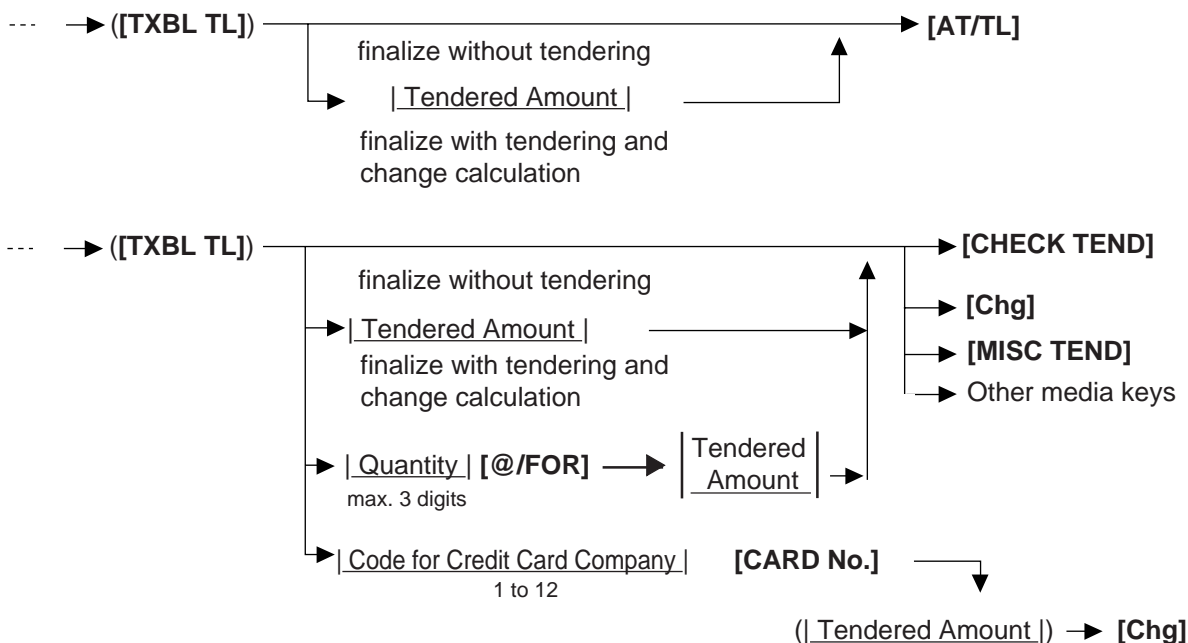 --- ([TXBL TL]) [AT/TL]
finalize without tendering
| Tendered Amount |
finalize with tendering and
change calculation
--- ([TXBL TL]) [CHECK TEND]
finalize without tendering
[Chg]
| Tendered Amount |
[MISC TEND]
finalize with tendering and
change calculation
Other media keys
| Quantity | [@/FOR] | Tendered
Amount |
max. 3 digits
| Code for Credit Card Company | [CARD No.]
1 to 12
(| Tendered Amount |) [Chg]